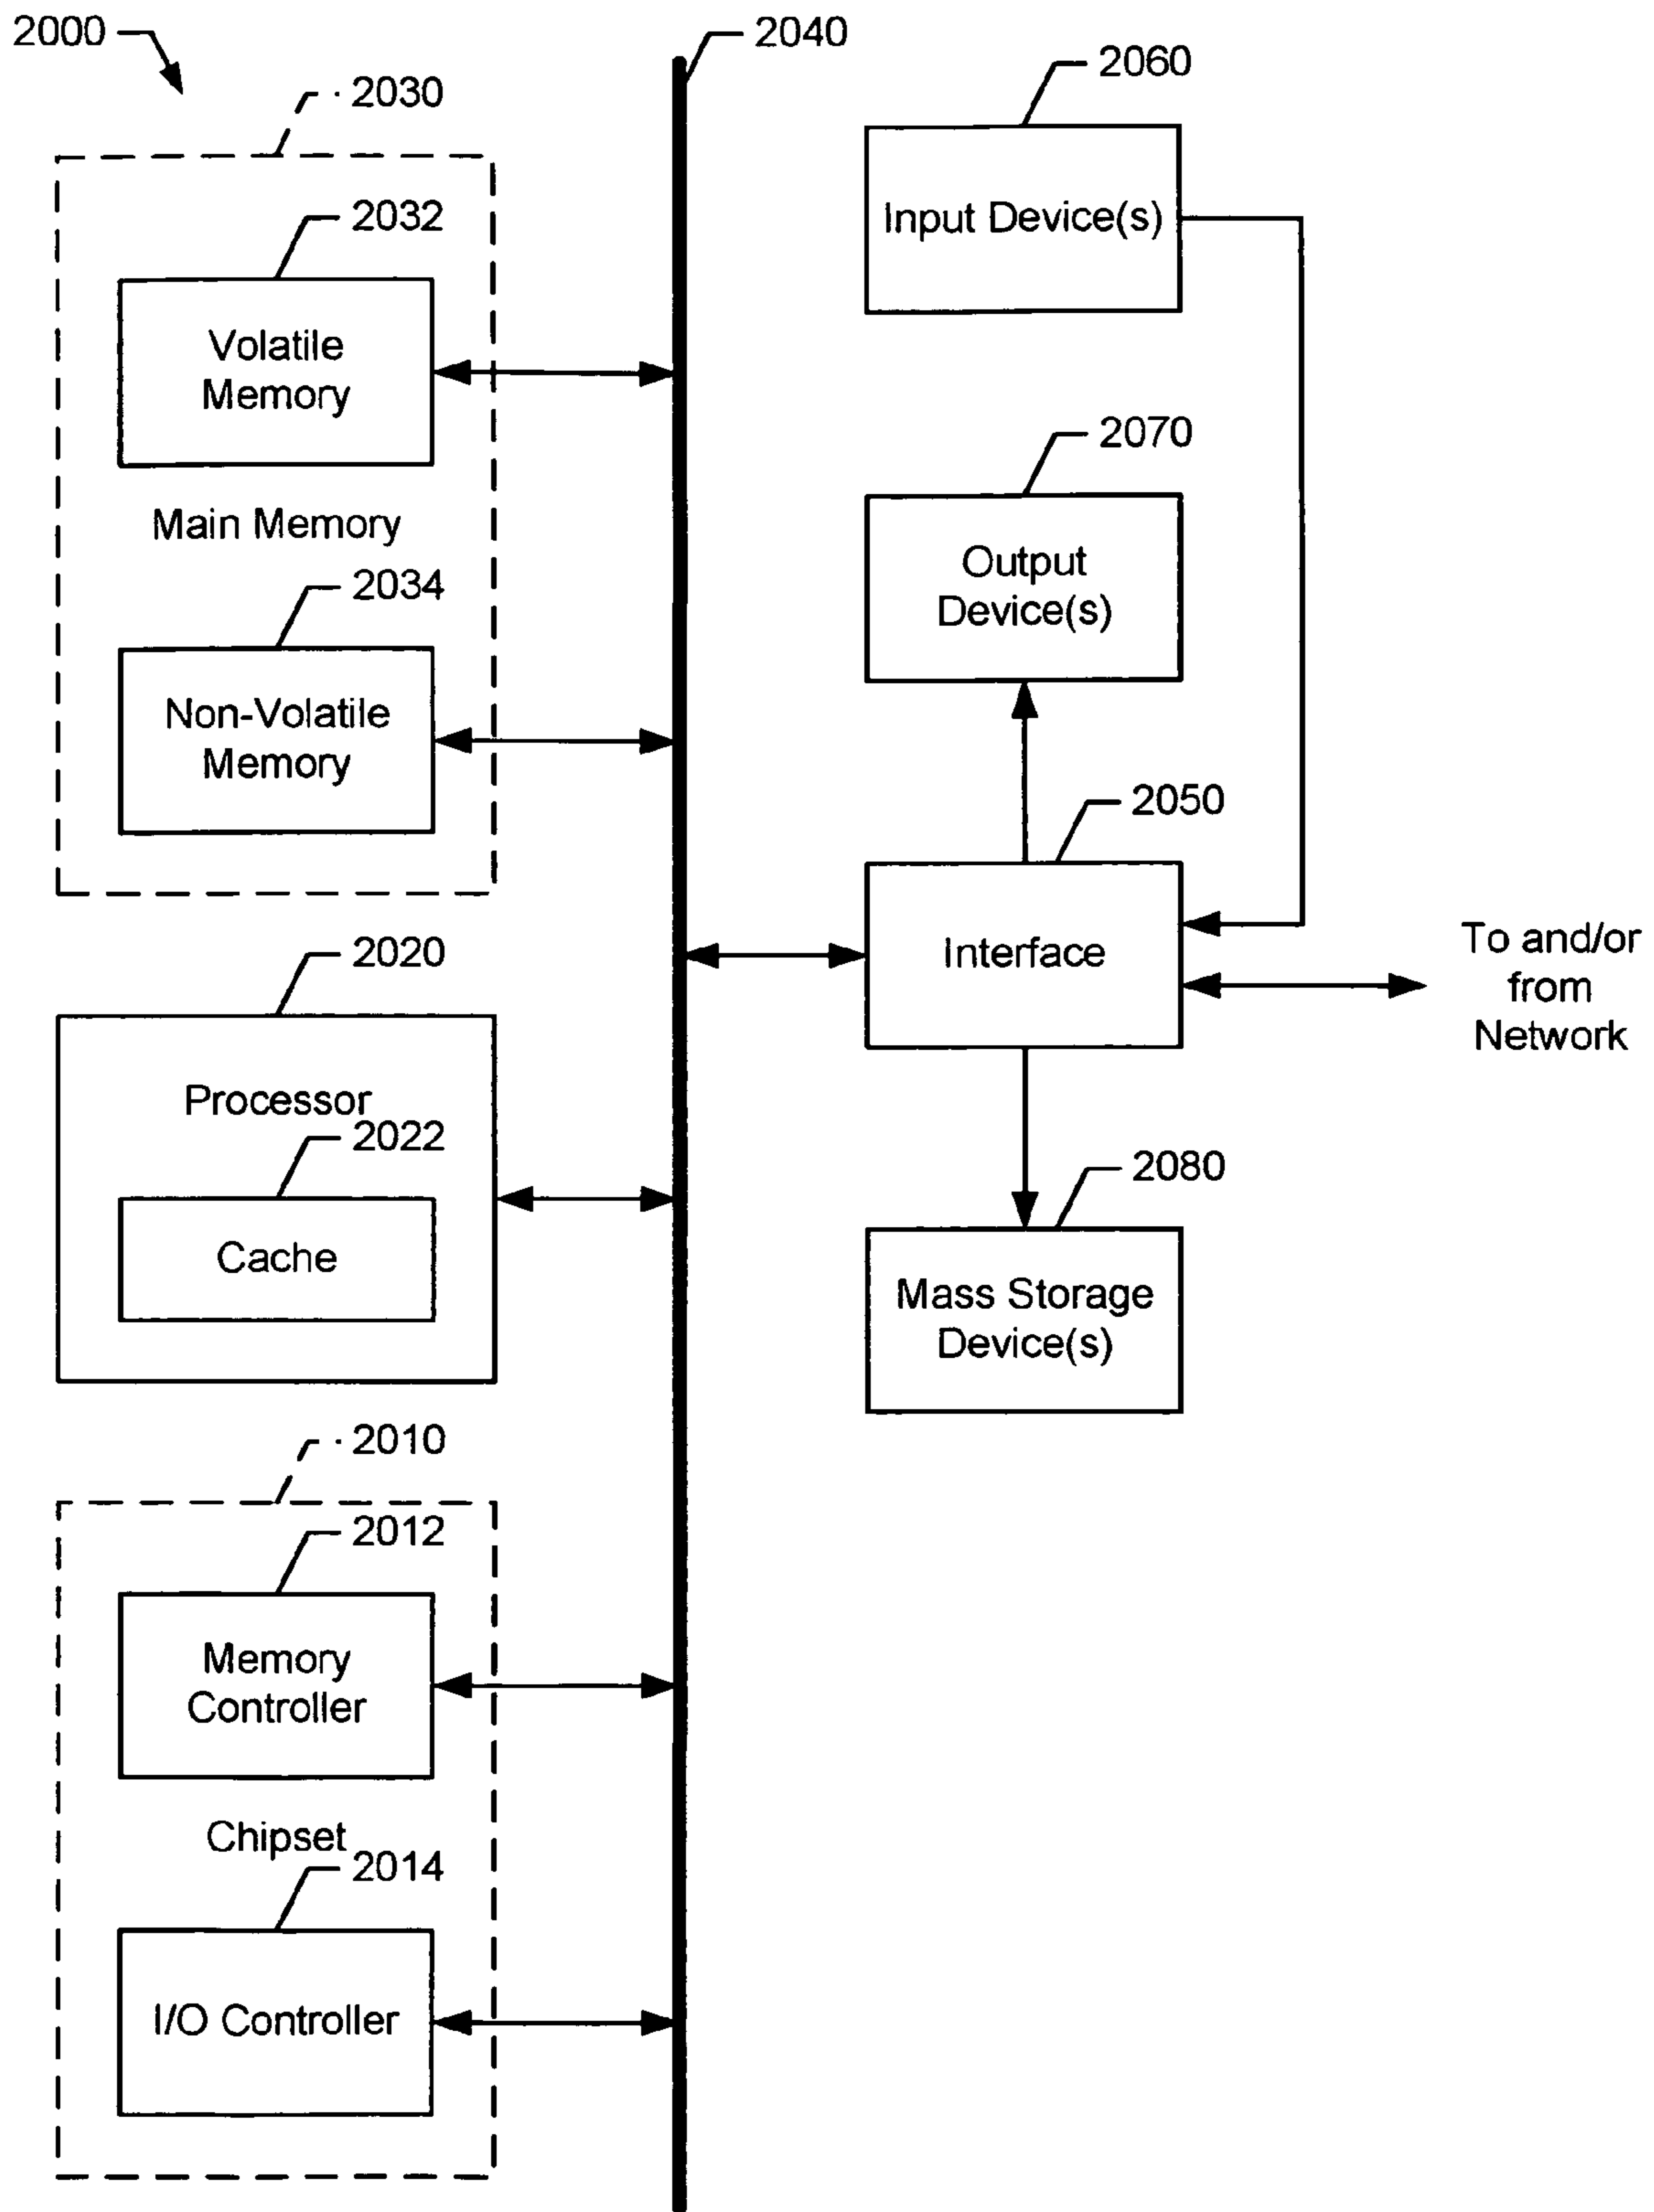 2000
2040
2060
2030
Input Device(s)
2032
Volatile
Memory
2070
Main Memory
Output
Device(s)
2034
Non-Volatile
Memory
2050
Interface
To and/or
from
Network
2020
Processor
2022
Cache
2080
Mass Storage
Device(s)
2010
2012
Memory
Controller
Chipset
2014
I/O Controller